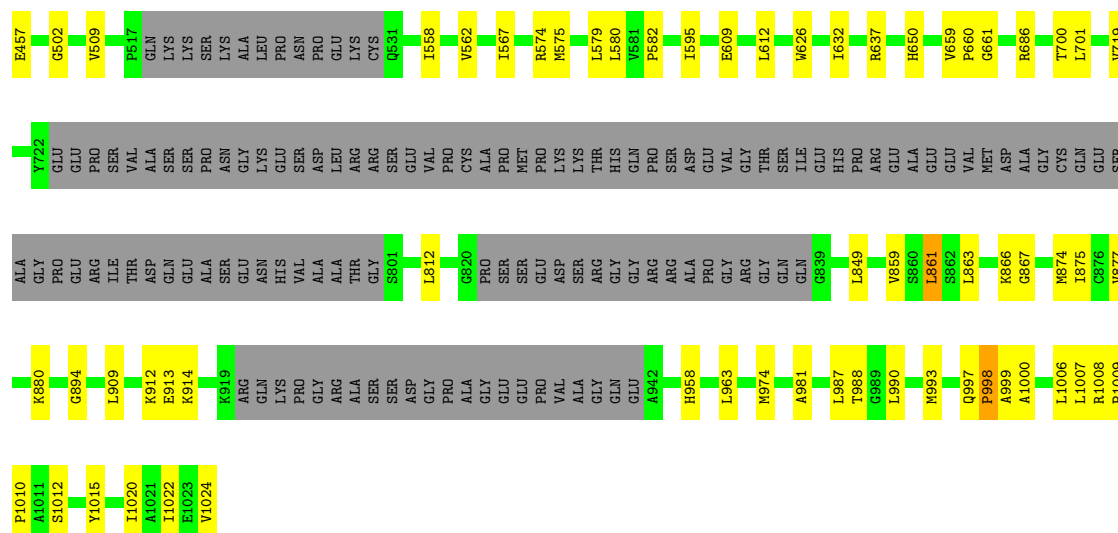 E457 G502 V509 P517 GLN LYS LYS SER LYS ALA LEU PRO ASN PRO GLU LYS CYS Q531 I558 V562 I567 R574 M575 L579 L580 V581 P582 I595 E609 L612 W626 I632 R637 H650 V659 P660 G661 R686 T700 L701 V719
Y722 GLU GLU PRO SER VAL ALA SER SER PRO ASN GLY LYS GLU SER ASP LEU ARG ARG SER GLU VAL PRO CYS ALA PRO MET PRO LYS LYS THR HIS GLN PRO SER ASP GLU VAL GLY THR SER ILE GLU HIS PRO ARG GLU ALA GLU GLU VAL MET ASP ALA GLY CYS GLN GLU SER
ALA GLY PRO GLU ARG ILE THR ASP GLN GLU ALA SER GLU ASN HIS VAL ALA ALA THR GLY S801 L812 G820 PRO SER SER GLU ASP SER ARG GLY GLY ARG ARG ALA PRO GLY ARG GLY GLN GLN G839 L849 V859 S860 L861 S862 L863 K866 G867 M874 I875 C876
K880 G894 L909 K912 E913 K914 K919 ARG GLN LYS PRO GLY ARG ALA SER SER ASP GLY PRO ALA GLY GLU GLU PRO VAL ALA GLY GLN GLU A942 H958 L963 M974 A981 L987 T988 G989 L990 M993 Q997 P998 A999 A1000 L1006 L1007 R1008
P1010 A1011 S1012 Y1015 I1020 A1021 I1022 E1023 V1024